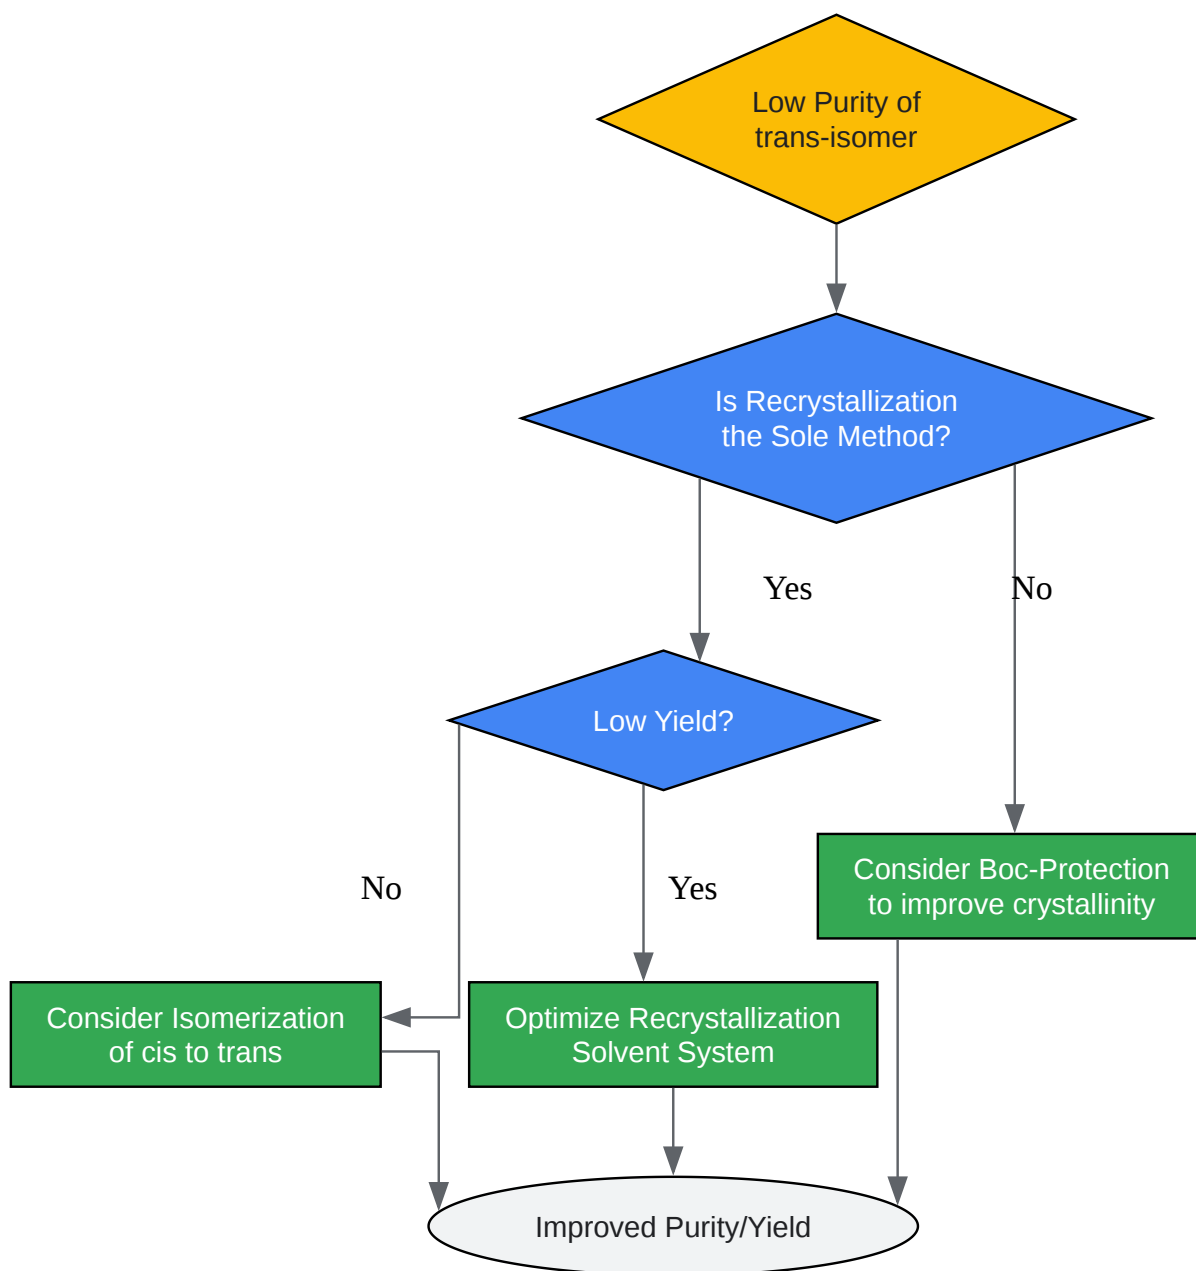 Low Purity of
trans-isomer
Is Recrystallization
the Sole Method?
Yes
No
Low Yield?
Consider Boc-Protection
to improve crystallinity
No
Yes
Consider Isomerization
of cis to trans
Optimize Recrystallization
Solvent System
Improved Purity/Yield